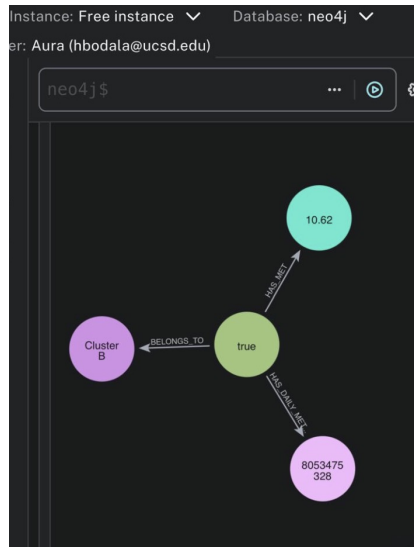 Instance: Free instance Database: neo4j
er: Aura (hbodala@ucsd.edu)
neo4j$
10.62
HAS_MET
Cluster
B
BELONGS_TO
true
HAS_DAILY_MET...
8053475
328